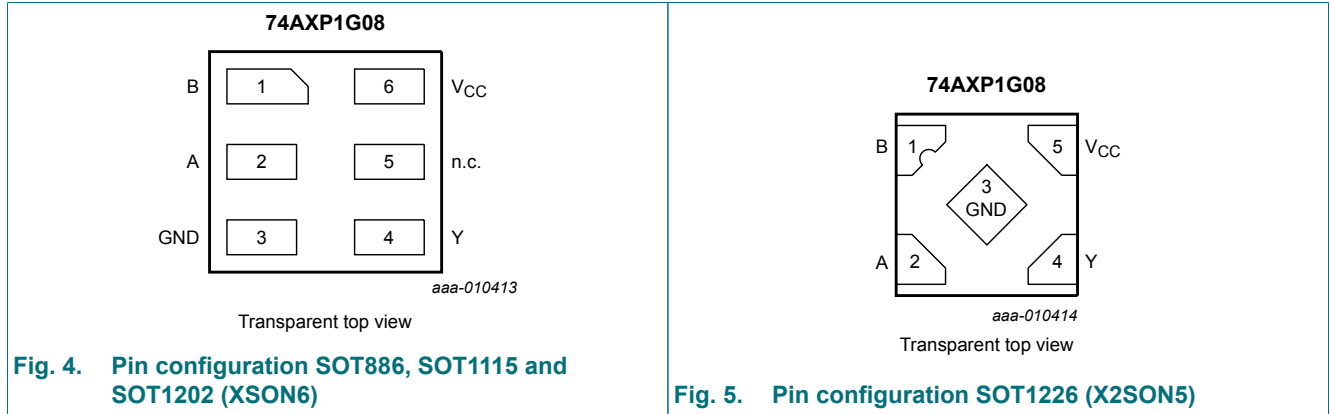 74AXP1G08
B 1 6 VCC
A 2 5 n.c.
GND 3 4 Y
aaa-010413
Transparent top view
Fig. 4. Pin configuration SOT886, SOT1115 and
SOT1202 (XSON6)
74AXP1G08
B 1 5 VCC
3
GND
A 2 4 Y
aaa-010414
Transparent top view
Fig. 5. Pin configuration SOT1226 (X2SON5)